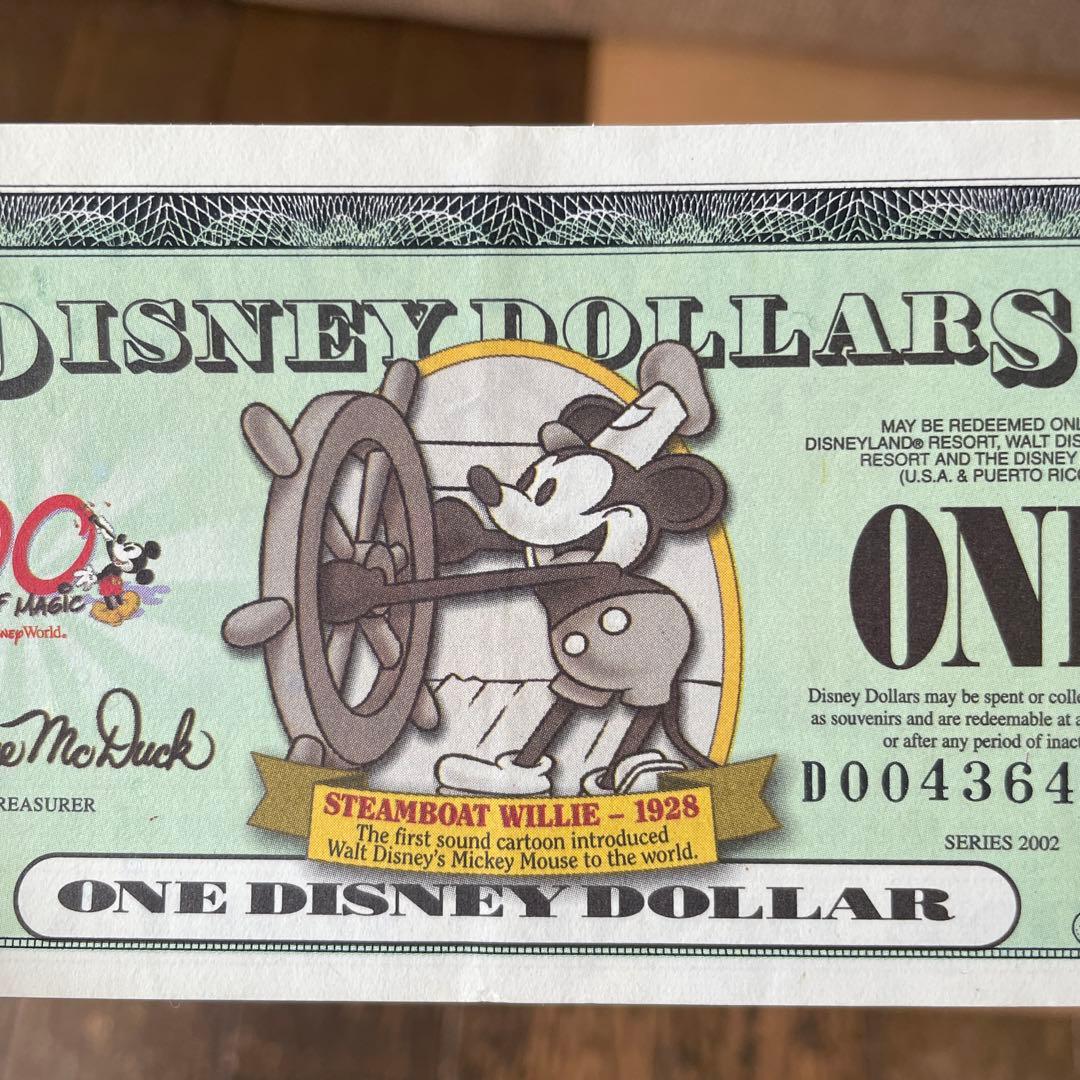 DISNEY DOLLARS
MAY BE REDEEMED ONL
DISNEYLAND® RESORT, WALT DIS
RESORT AND THE DISNEY
(U.S.A. & PUERTO RIC
00
F MAGIC
neyWorld®
ONE
e McDuck
REASURER
Disney Dollars may be spent or colle
as souvenirs and are redeemable at a
or after any period of inact
D004364
SERIES 2002
STEAMBOAT WILLIE – 1928
The first sound cartoon introduced
Walt Disney's Mickey Mouse to the world.
ONE DISNEY DOLLAR